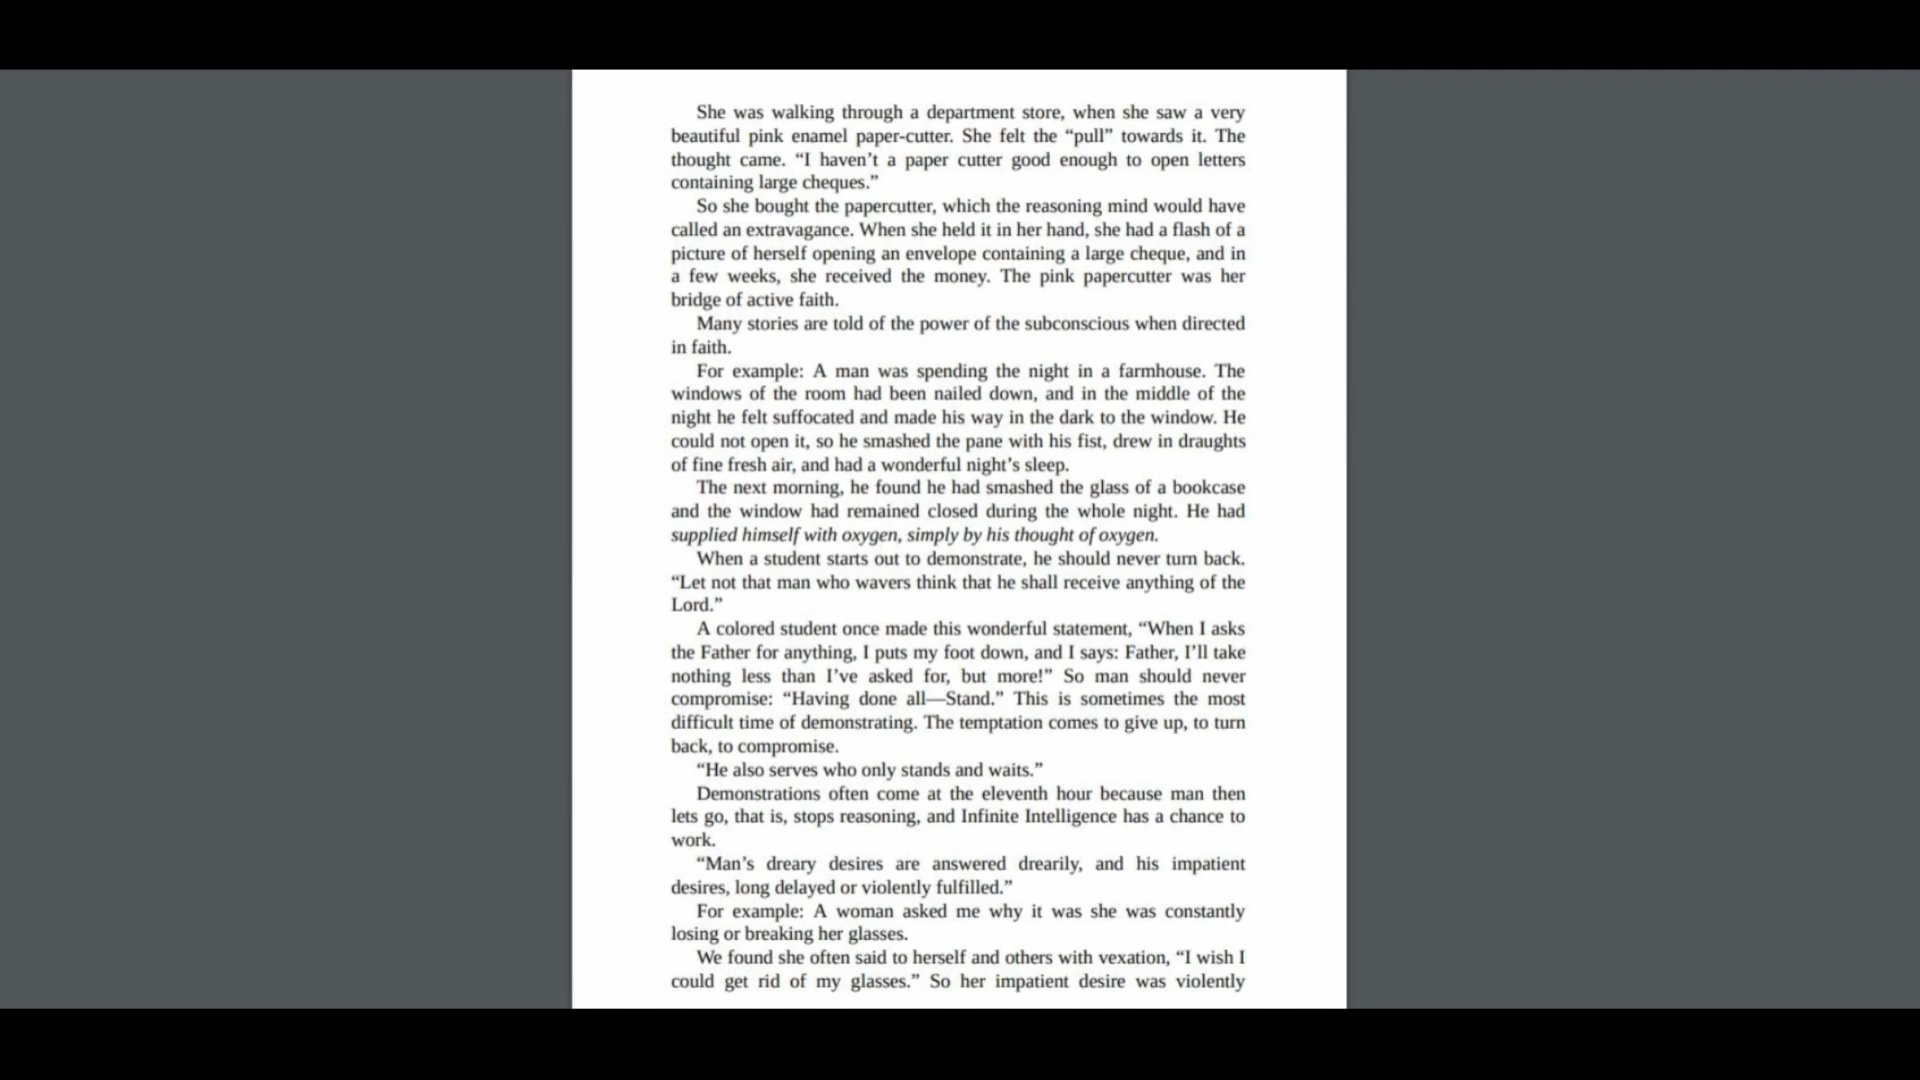 She was walking through a department store, when she saw a very
beautiful pink enamel paper-cutter. She felt the “pull” towards it. The
thought came. “I haven’t a paper cutter good enough to open letters
containing large cheques.”
So she bought the papercutter, which the reasoning mind would have
called an extravagance. When she held it in her hand, she had a flash of a
picture of herself opening an envelope containing a large cheque, and in
a few weeks, she received the money. The pink papercutter was her
bridge of active faith.
Many stories are told of the power of the subconscious when directed
in faith.
For example: A man was spending the night in a farmhouse. The
windows of the room had been nailed down, and in the middle of the
night he felt suffocated and made his way in the dark to the window. He
could not open it, so he smashed the pane with his fist, drew in draughts
of fine fresh air, and had a wonderful night’s sleep.
The next morning, he found he had smashed the glass of a bookcase
and the window had remained closed during the whole night. He had
supplied himself with oxygen, simply by his thought of oxygen.
When a student starts out to demonstrate, he should never turn back.
“Let not that man who wavers think that he shall receive anything of the
Lord.”
A colored student once made this wonderful statement, “When I asks
the Father for anything, I puts my foot down, and I says: Father, I’ll take
nothing less than I’ve asked for, but more!” So man should never
compromise: “Having done all—Stand.” This is sometimes the most
difficult time of demonstrating. The temptation comes to give up, to turn
back, to compromise.
“He also serves who only stands and waits.”
Demonstrations often come at the eleventh hour because man then
lets go, that is, stops reasoning, and Infinite Intelligence has a chance to
work.
“Man’s dreary desires are answered drearily, and his impatient
desires, long delayed or violently fulfilled.”
For example: A woman asked me why it was she was constantly
losing or breaking her glasses.
We found she often said to herself and others with vexation, “I wish I
could get rid of my glasses.” So her impatient desire was violently